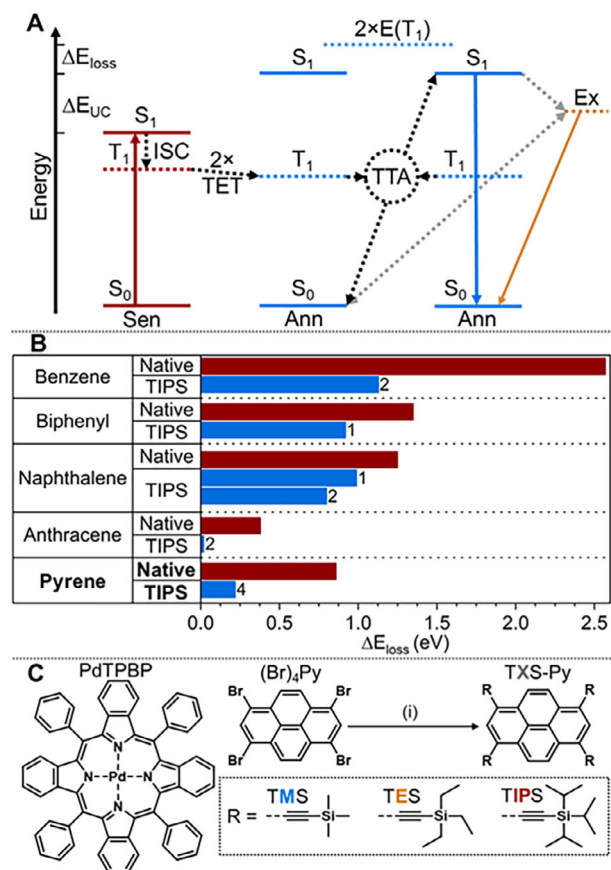 A
2×E(T₁)
ΔE_loss
S₁
S₁
ΔE_UC
S₁
Ex
T₁
ISC
2×
TET
T₁
TTA
T₁
Energy
S₀
S₀
S₀
Sen
Ann
Ann
B
Benzene
Native
TIPS
2
Biphenyl
Native
TIPS
1
Naphthalene
Native
TIPS
1
2
Anthracene
Native
TIPS
2
Pyrene
Native
TIPS
4
0.0 0.5 1.0 1.5 2.0 2.5
ΔE_loss (eV)
C
PdTPBP
(Br)₄Py
TXS-Py
Br Br
R R
(i)
Br Br
R R
N
N Pd N
N
TMS TES TIPS
R =
Si Si Si